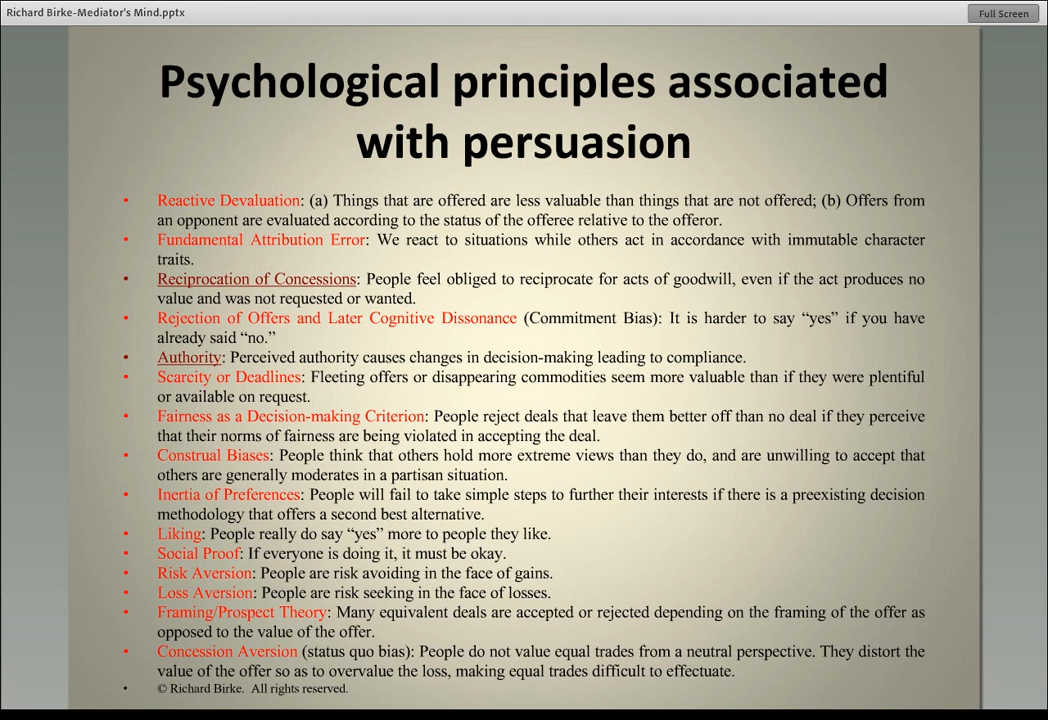 Richard Birke-Mediator's Mind.pptx
Full Screen
Psychological principles associated
with persuasion
• Reactive Devaluation: (a) Things that are offered are less valuable than things that are not offered; (b) Offers from
an opponent are evaluated according to the status of the offeree relative to the offeror.
• Fundamental Attribution Error: We react to situations while others act in accordance with immutable character
traits.
• Reciprocation of Concessions: People feel obliged to reciprocate for acts of goodwill, even if the act produces no
value and was not requested or wanted.
• Rejection of Offers and Later Cognitive Dissonance (Commitment Bias): It is harder to say “yes” if you have
already said “no.”
• Authority: Perceived authority causes changes in decision-making leading to compliance.
• Scarcity or Deadlines: Fleeting offers or disappearing commodities seem more valuable than if they were plentiful
or available on request.
• Fairness as a Decision-making Criterion: People reject deals that leave them better off than no deal if they perceive
that their norms of fairness are being violated in accepting the deal.
• Construal Biases: People think that others hold more extreme views than they do, and are unwilling to accept that
others are generally moderates in a partisan situation.
• Inertia of Preferences: People will fail to take simple steps to further their interests if there is a preexisting decision
methodology that offers a second best alternative.
• Liking: People really do say “yes” more to people they like.
• Social Proof: If everyone is doing it, it must be okay.
• Risk Aversion: People are risk avoiding in the face of gains.
• Loss Aversion: People are risk seeking in the face of losses.
• Framing/Prospect Theory: Many equivalent deals are accepted or rejected depending on the framing of the offer as
opposed to the value of the offer.
• Concession Aversion (status quo bias): People do not value equal trades from a neutral perspective. They distort the
value of the offer so as to overvalue the loss, making equal trades difficult to effectuate.
• © Richard Birke. All rights reserved.